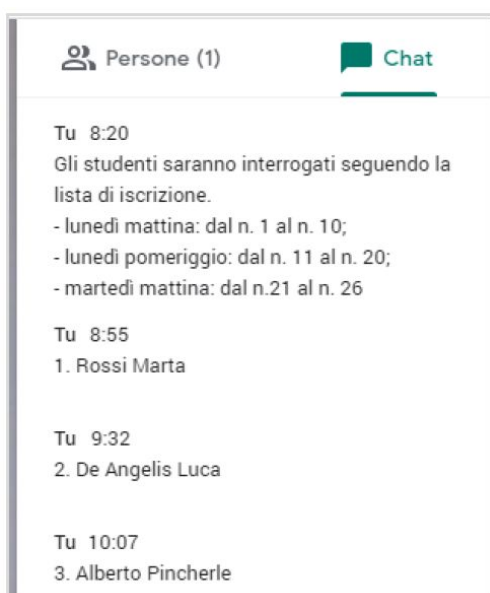 Persone (1) Chat
Tu 8:20
Gli studenti saranno interrogati seguendo la
lista di iscrizione.
- lunedì mattina: dal n. 1 al n. 10;
- lunedì pomeriggio: dal n. 11 al n. 20;
- martedì mattina: dal n.21 al n. 26
Tu 8:55
1. Rossi Marta
Tu 9:32
2. De Angelis Luca
Tu 10:07
3. Alberto Pincherle